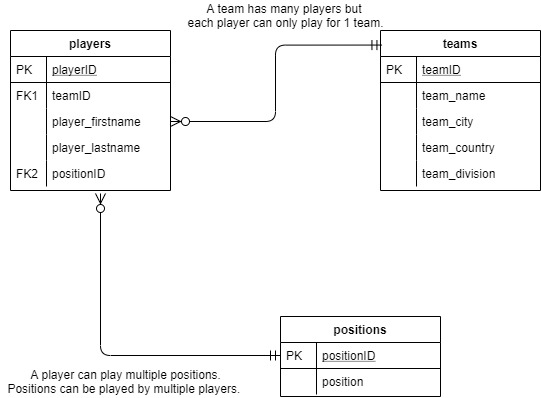 A team has many players but
each player can only play for 1 team.
players
PK playerID
FK1 teamID
player_firstname
player_lastname
FK2 positionID
teams
PK teamID
team_name
team_city
team_country
team_division
positions
PK positionID
position
A player can play multiple positions.
Positions can be played by multiple players.